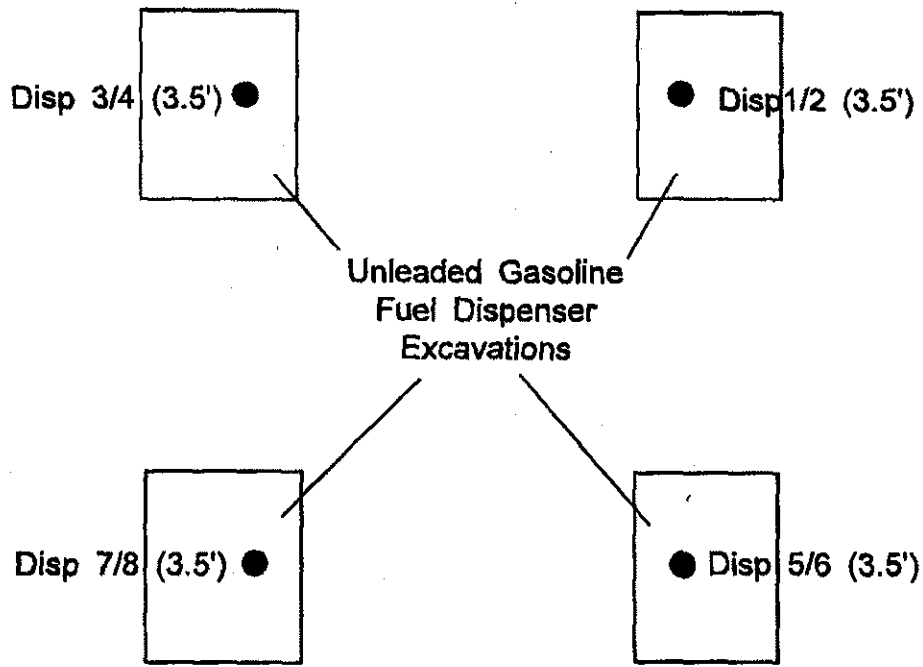 Disp 3/4 (3.5')
Disp1/2 (3.5')
Unleaded Gasoline
Fuel Dispenser
Excavations
Disp 7/8 (3.5')
Disp 5/6 (3.5')